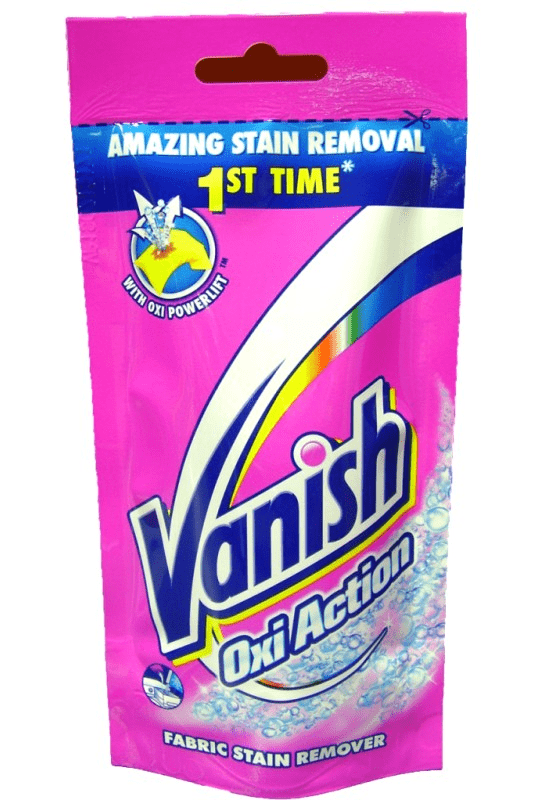 AMAZING STAIN REMOVAL
1ST TIME*
WITH OXI POWERLIFT™
Vanish
Oxi Action
FABRIC STAIN REMOVER